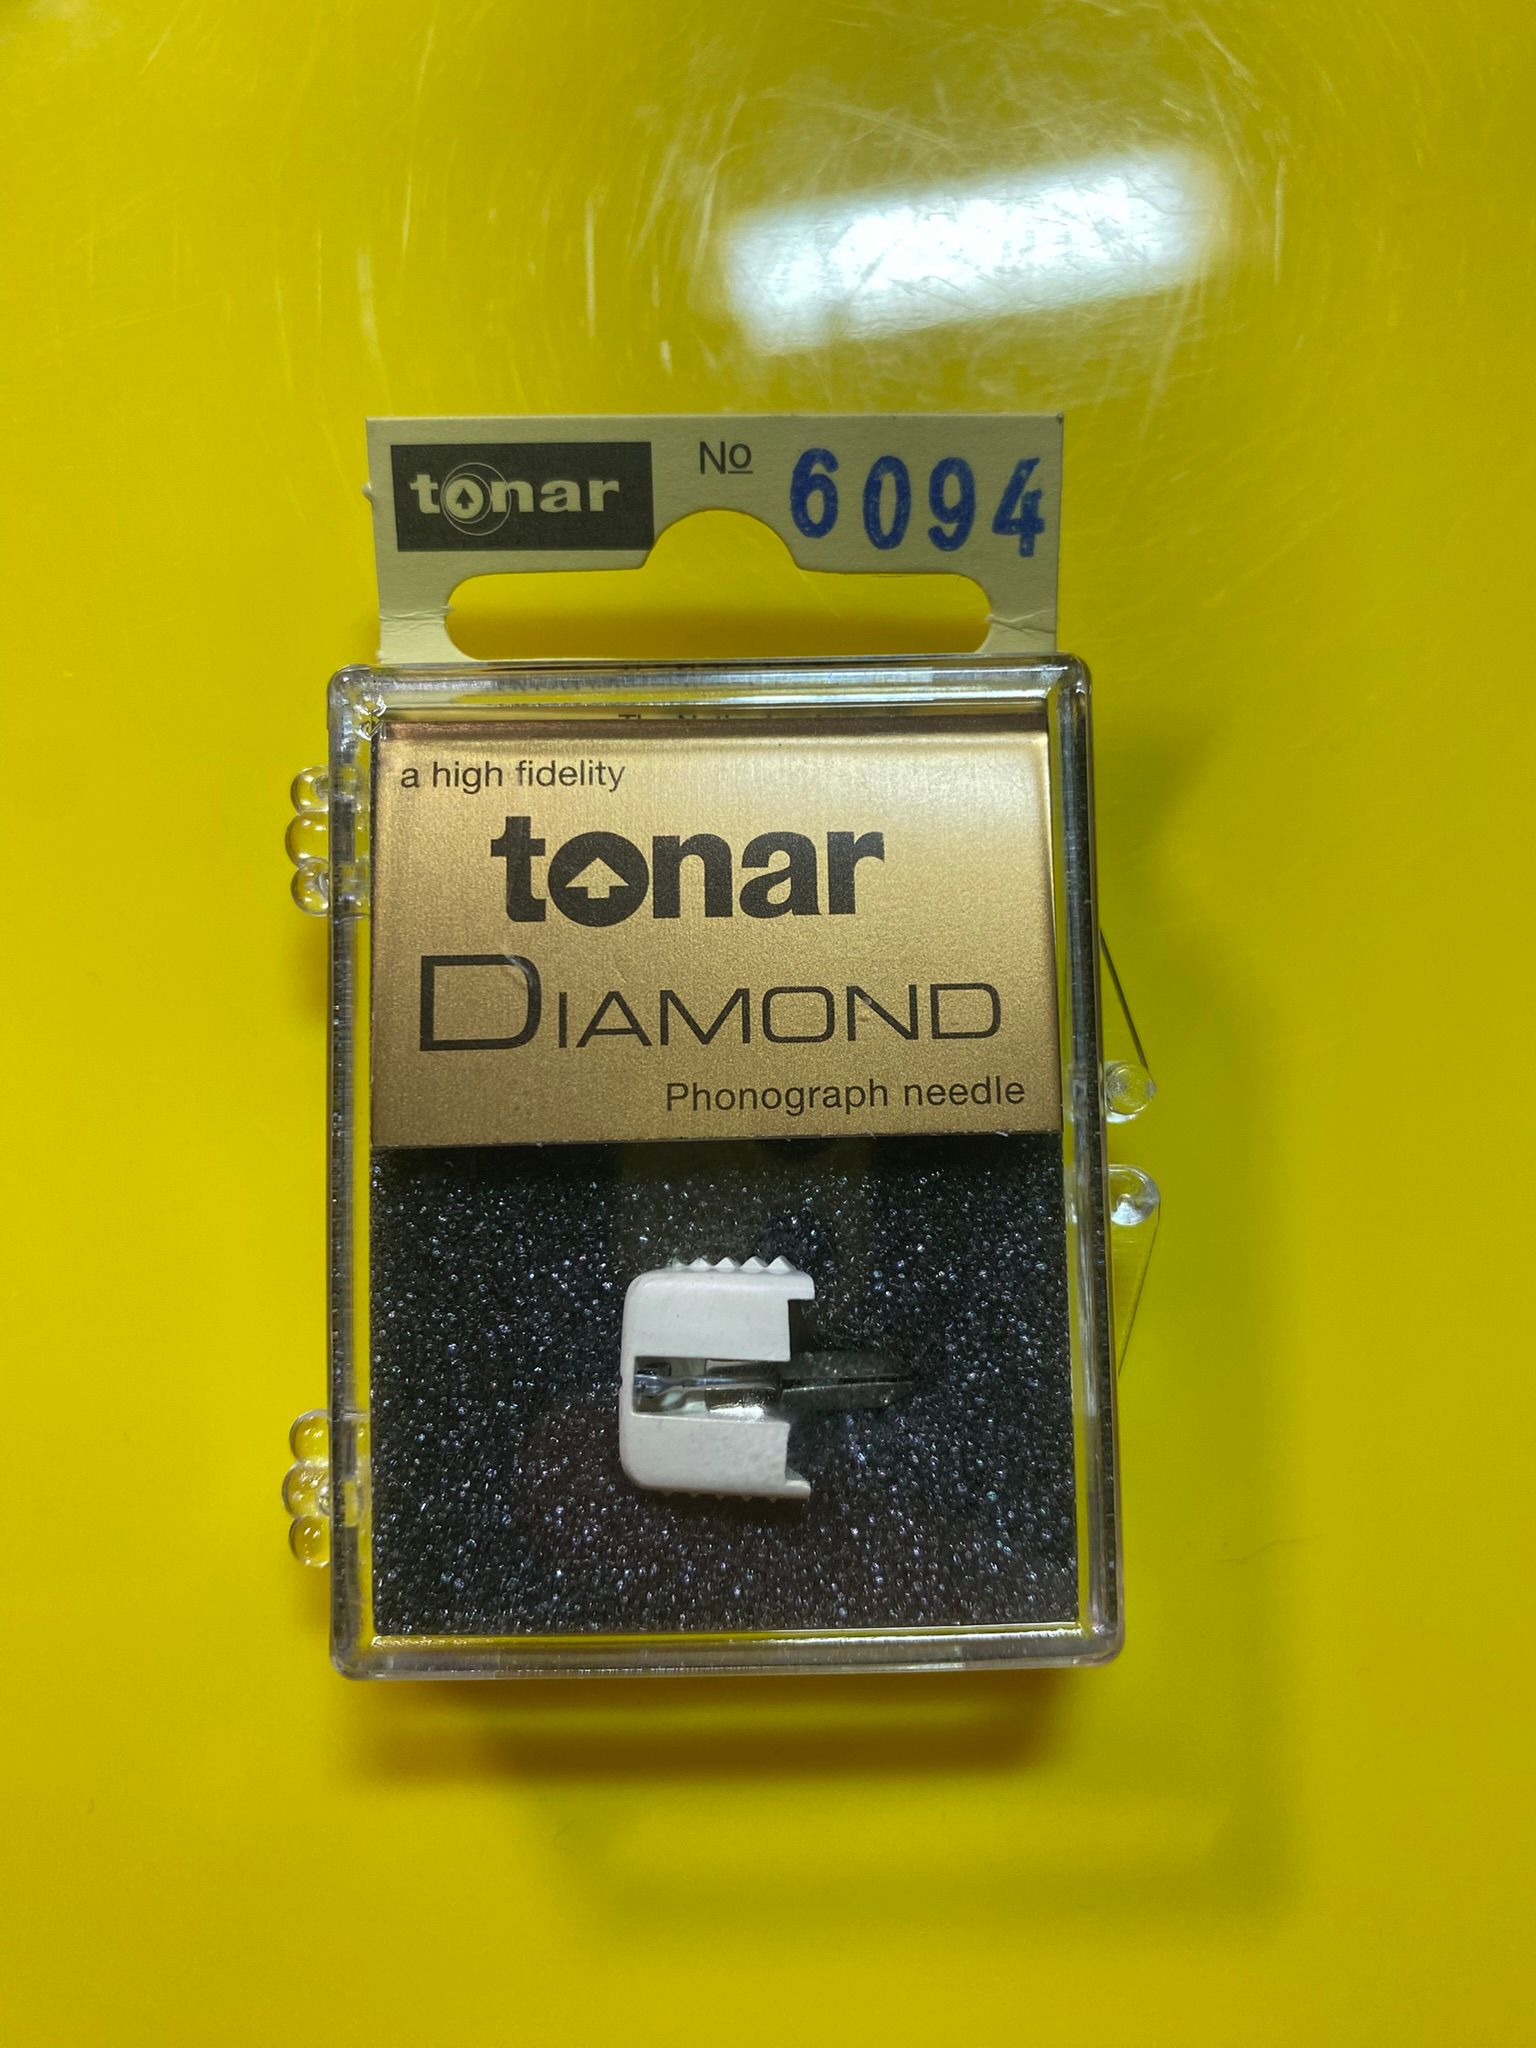 tonar No 6094
a high fidelity
tonar
DIAMOND
Phonograph needle